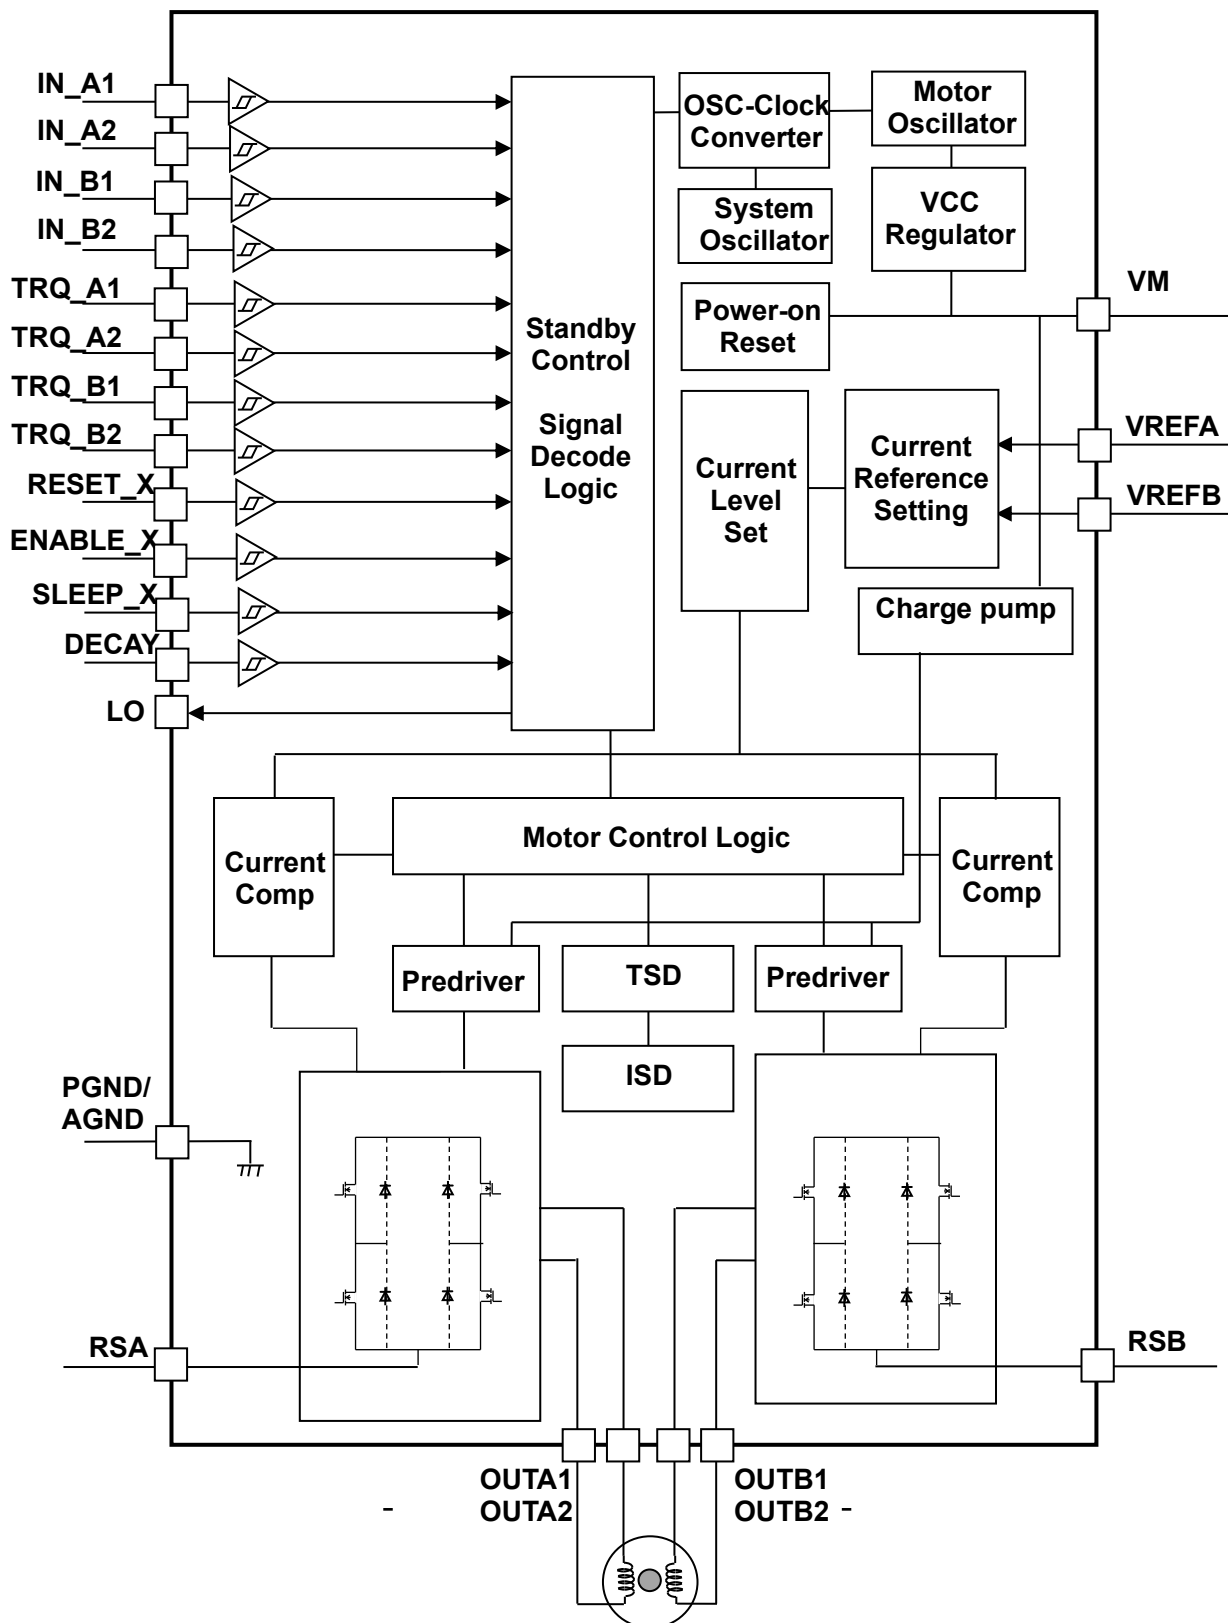 IN_A1
IN_A2
IN_B1
IN_B2
TRQ_A1
TRQ_A2
TRQ_B1
TRQ_B2
RESET_X
ENABLE_X
SLEEP_X
DECAY
LO
Standby
Control
Signal
Decode
Logic
OSC-Clock
Converter
Motor
Oscillator
System
Oscillator
VCC
Regulator
Power-on
Reset
VM
Current
Level
Set
Current
Reference
Setting
VREFA
VREFB
Charge pump
Current
Comp
Motor Control Logic
Current
Comp
Predriver
TSD
Predriver
ISD
PGND/
AGND
RSA
RSB
OUTA1
OUTA2
OUTB1
OUTB2